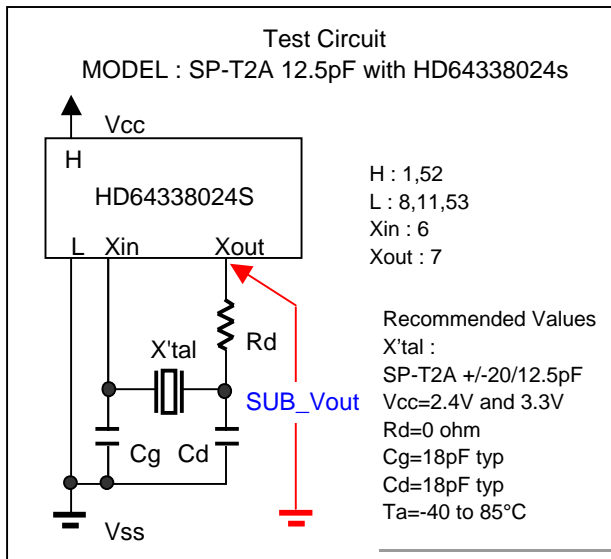 Test Circuit
MODEL : SP-T2A 12.5pF with HD64338024s
Vcc
H
HD64338024S
L Xin Xout
H : 1,52
L : 8,11,53
Xin : 6
Xout : 7
Rd
X'tal
SUB_Vout
Cg Cd
Vss
Recommended Values
X'tal :
SP-T2A +/-20/12.5pF
Vcc=2.4V and 3.3V
Rd=0 ohm
Cg=18pF typ
Cd=18pF typ
Ta=-40 to 85°C